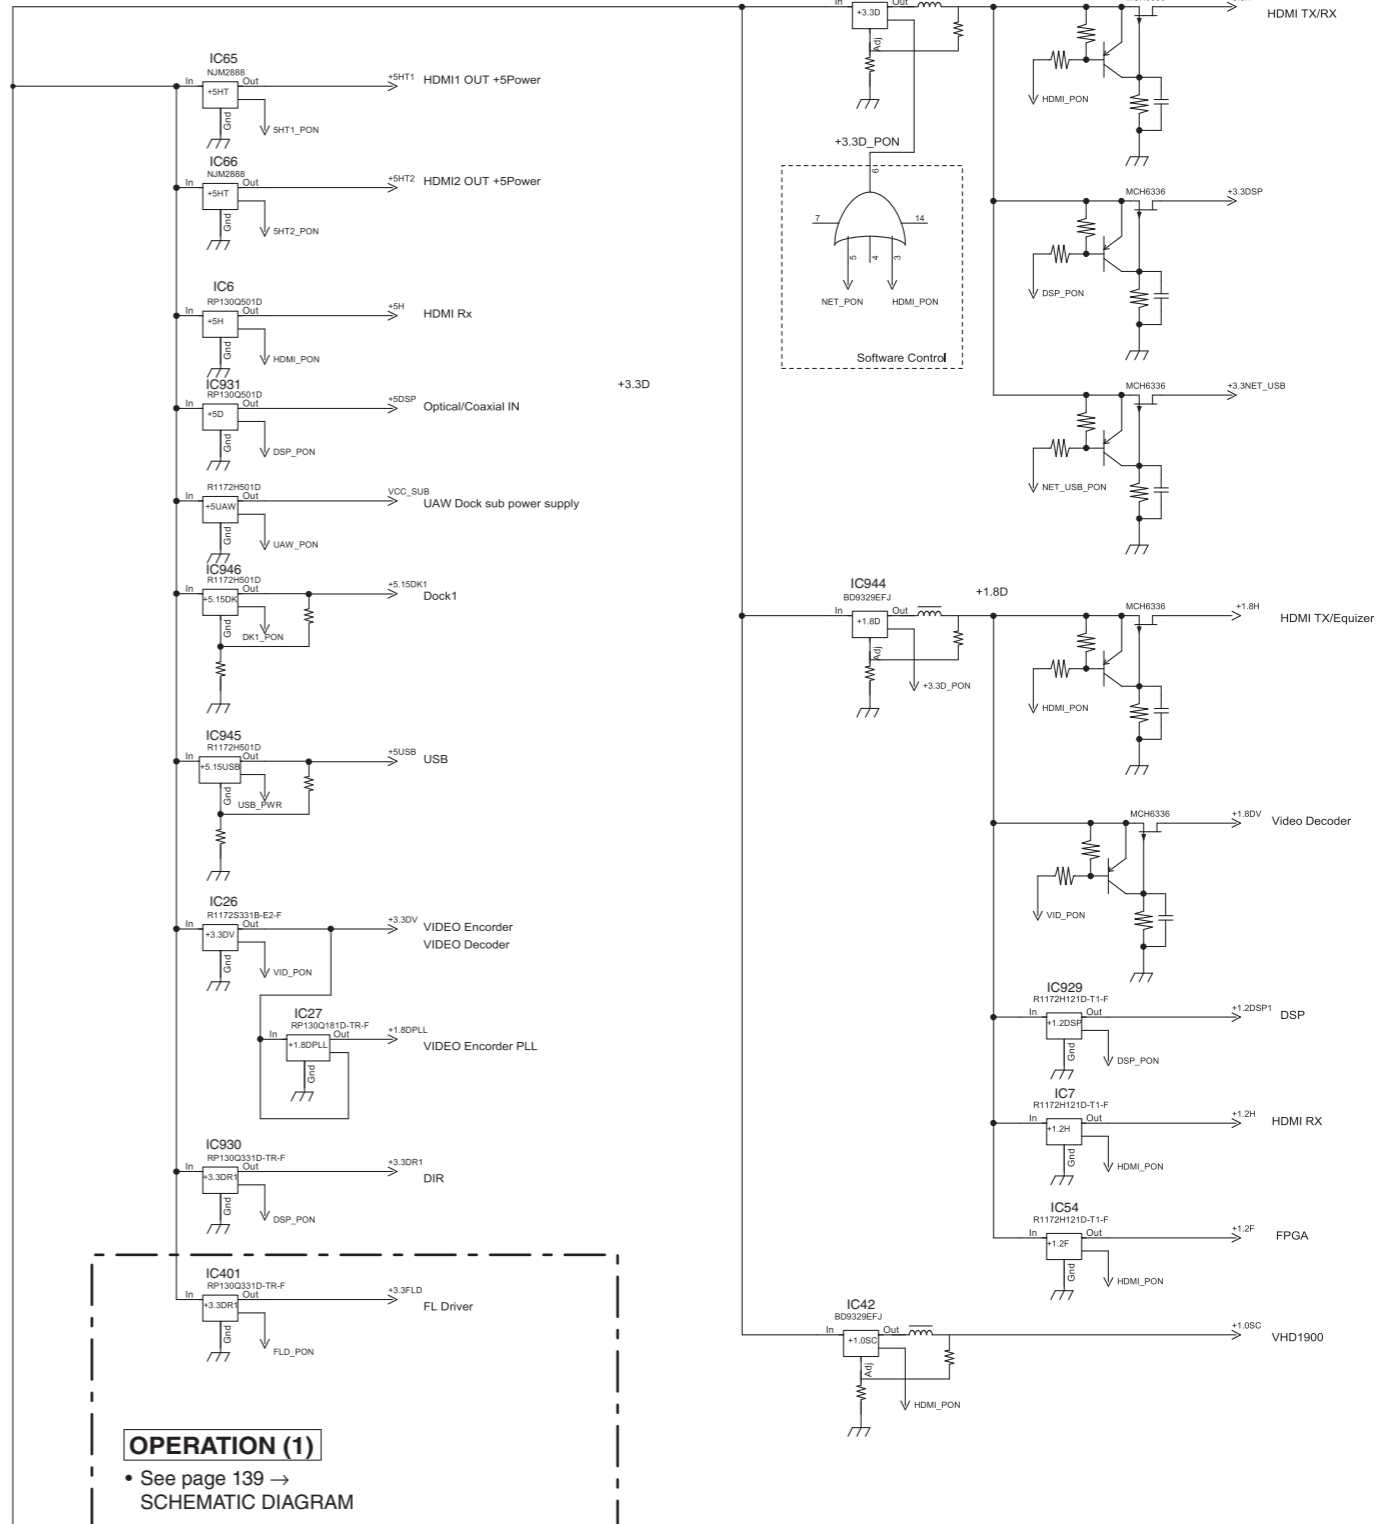 IC65
NJM2888
In
Out
+5HT
Gnd
+5HT1
HDMI1 OUT +5Power
5HT1_PON
IC66
NJM2888
In
Out
+5HT
Gnd
+5HT2
HDMI2 OUT +5Power
5HT2_PON
IC6
RP130Q501D
In
Out
+5H
Gnd
+5H
HDMI Rx
HDMI_PON
IC931
RP130Q501D
In
Out
+5D
Gnd
+5DSP
Optical/Coaxial IN
DSP_PON
R1172H501D
In
Out
+5UAW
Gnd
VCC_SUB
UAW Dock sub power supply
UAW_PON
IC946
R1172H501D
In
Out
+5.15DK
Gnd
+5.15DK1
Dock1
DK1_PON
IC945
R1172H501D
In
Out
+5.15USB
Gnd
+5USB
USB
USB_PWR
IC26
R1172S331B-E2-F
In
Out
+3.3DV
Gnd
+3.3DV
VIDEO Encorder
VIDEO Decoder
VID_PON
IC27
RP130Q181D-TR-F
In
Out
+1.8DPLL
Gnd
+1.8DPLL
VIDEO Encorder PLL
IC930
RP130Q331D-TR-F
In
Out
+3.3DR1
Gnd
+3.3DR1
DIR
DSP_PON
IC401
RP130Q331D-TR-F
In
Out
+3.3DR1
Gnd
+3.3FLD
FL Driver
FLD_PON
OPERATION (1)
• See page 139 →
SCHEMATIC DIAGRAM
+3.3D
In
Out
+3.3D
Adj
+3.3D_PON
6
7
14
5
4
3
NET_PON
HDMI_PON
Software Control
HDMI TX/RX
HDMI_PON
MCH6336
+3.3DSP
DSP_PON
MCH6336
+3.3NET_USB
NET_USB_PON
IC944
BD9329EFJ
In
Out
+1.8D
Adj
+1.8D
+3.3D_PON
MCH6336
+1.8H
HDMI TX/Equizer
HDMI_PON
MCH6336
+1.8DV
Video Decoder
VID_PON
IC929
R1172H121D-T1-F
In
Out
+1.2DSP
Gnd
+1.2DSP1
DSP
DSP_PON
IC7
R1172H121D-T1-F
In
Out
+1.2H
Gnd
+1.2H
HDMI RX
HDMI_PON
IC54
R1172H121D-T1-F
In
Out
+1.2F
Gnd
+1.2F
FPGA
HDMI_PON
IC42
BD9329EFJ
In
Out
+1.0SC
Adj
+1.0SC
VHD1900
HDMI_PON